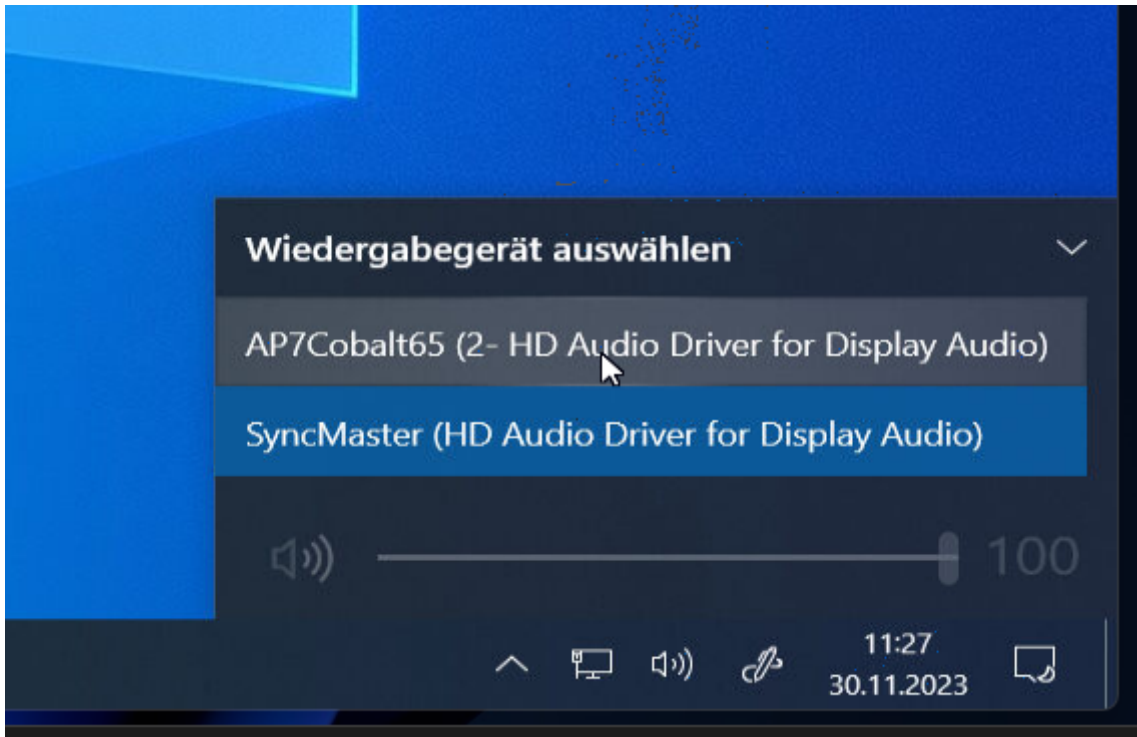 Wiedergabegerät auswählen
AP7Cobalt65 (2- HD Audio Driver for Display Audio)
SyncMaster (HD Audio Driver for Display Audio)
100
11:27
30.11.2023